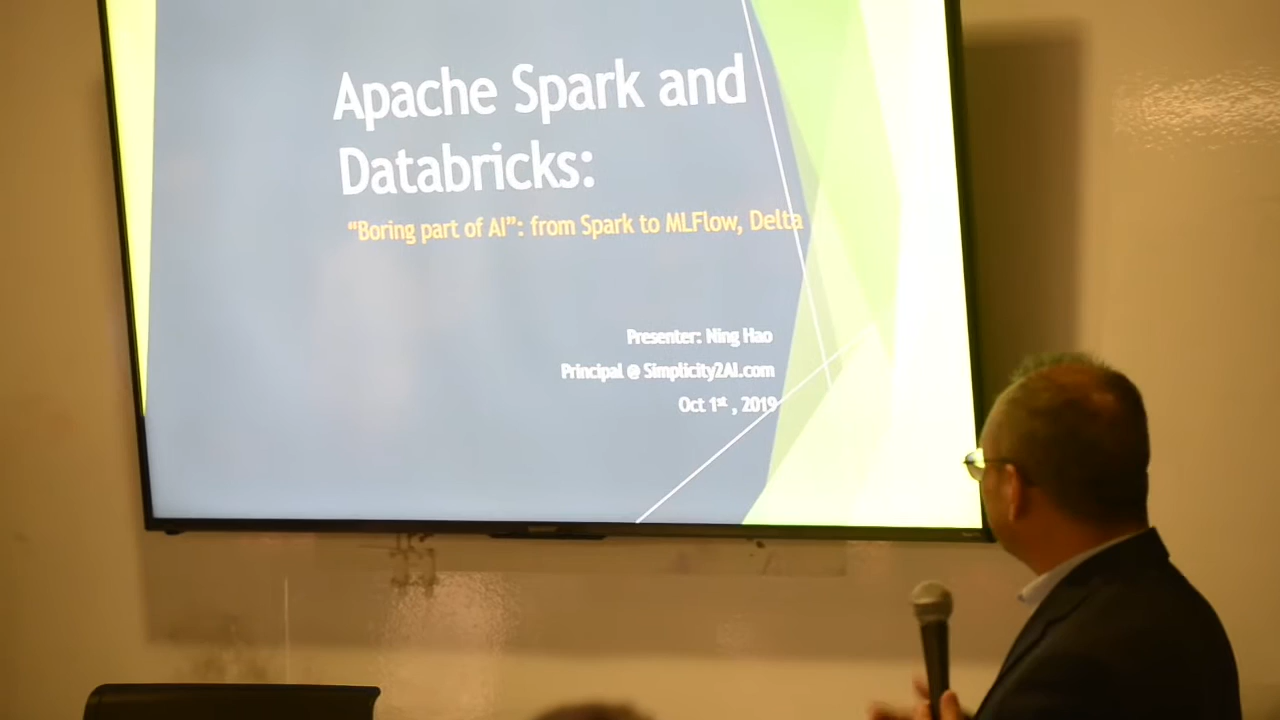 Apache Spark and
Databricks:
“Boring part of AI”: from Spark to MLFlow, Delta
Presenter: Ning Hao
Principal @ Simplicity2AI.com
Oct 1st , 2019